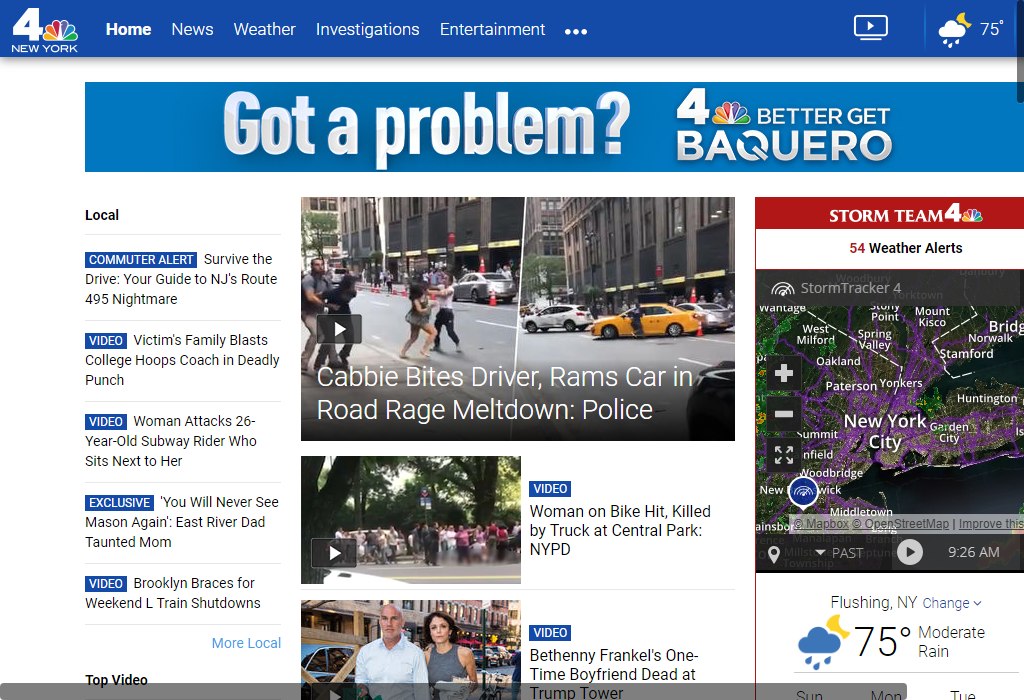 4
NEW YORK
Home News Weather Investigations Entertainment •••
75°
Got a problem?
4 BETTER GET
BAQUERO
Local
COMMUTER ALERT Survive the
Drive: Your Guide to NJ's Route
495 Nightmare
VIDEO Victim's Family Blasts
College Hoops Coach in Deadly
Punch
VIDEO Woman Attacks 26-
Year-Old Subway Rider Who
Sits Next to Her
EXCLUSIVE 'You Will Never See
Mason Again': East River Dad
Taunted Mom
VIDEO Brooklyn Braces for
Weekend L Train Shutdowns
More Local
Top Video
Cabbie Bites Driver, Rams Car in
Road Rage Meltdown: Police
VIDEO
Woman on Bike Hit, Killed
by Truck at Central Park:
NYPD
VIDEO
Bethenny Frankel's One-
Time Boyfriend Dead at
Trump Tower
STORM TEAM 4
54 Weather Alerts
StormTracker 4
Danbury
Woodbury
Yorktown
Wantage
Stony
Point
Mount
Kisco
West
Milford
Spring
Valley
Bridg
Norwalk
Stamford
Oakland
Paterson
Yonkers
Huntington
New York
City
Garden
City
Is
Summit
nfield
Woodbridge
New
wick
Middletown
ainsbor
© Mapbox © OpenStreetMap | Improve this
Manalapan
Millstone
Township
PAST
9:26 AM
Flushing, NY Change
75° Moderate
Rain
Sun Mon Tue